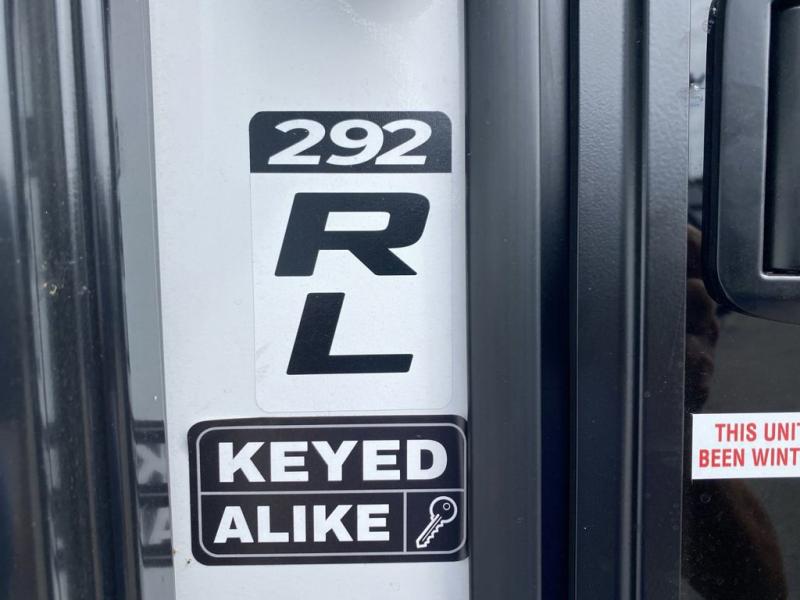 292
R
L
KEYED
ALIKE
THIS UNIT
BEEN WINT